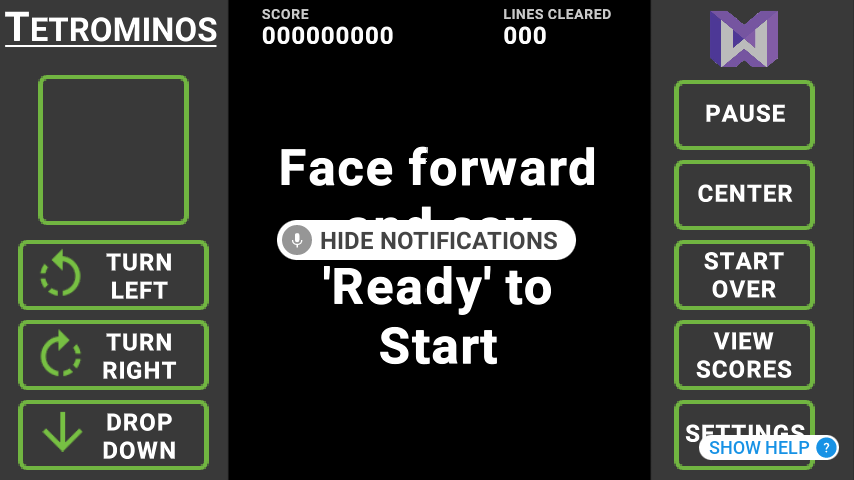 TETROMINOS
SCORE
000000000
LINES CLEARED
000
Face forward
HIDE NOTIFICATIONS
'Ready' to
Start
TURN
LEFT
TURN
RIGHT
DROP
DOWN
PAUSE
CENTER
START
OVER
VIEW
SCORES
SETTINGS
SHOW HELP ?